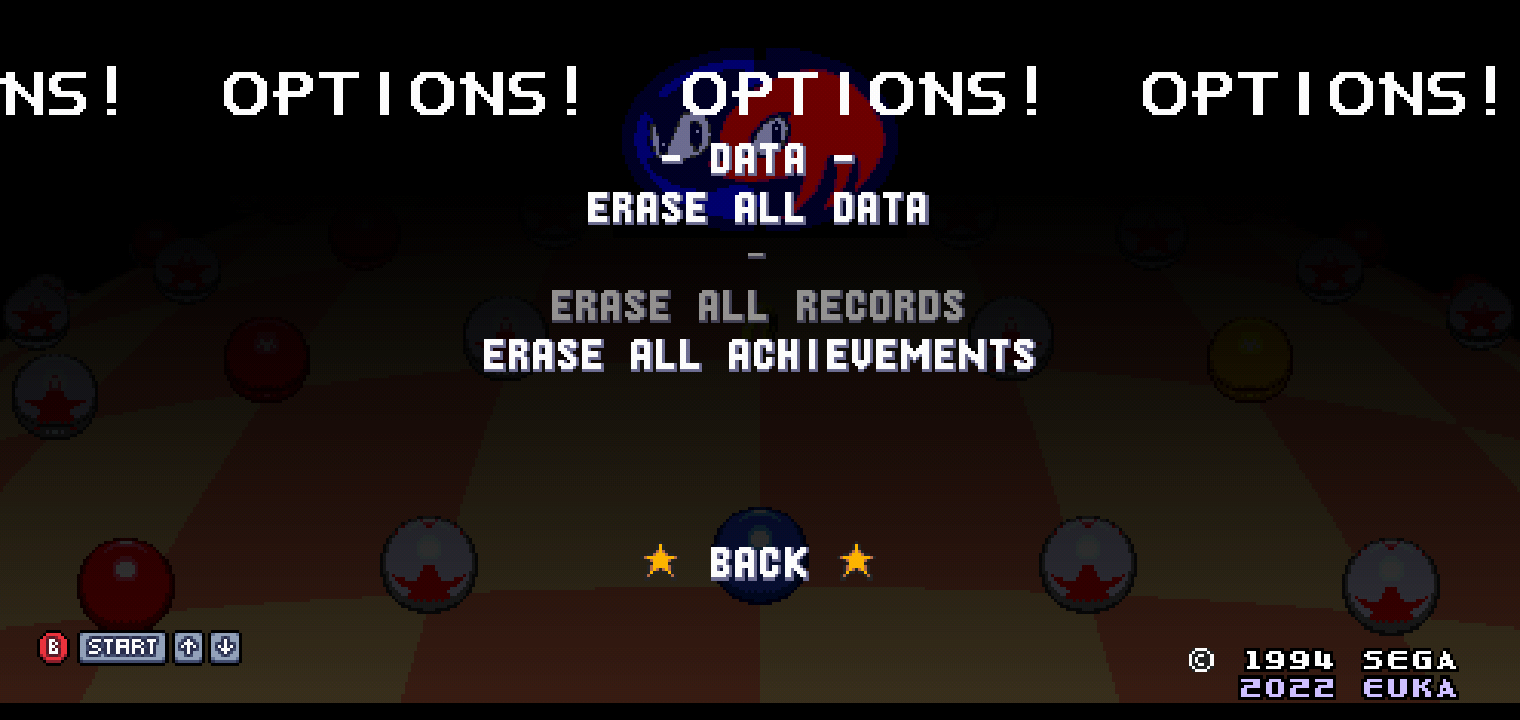 NS! OPTIONS! OPTIONS! OPTIONS!
- DATA -
ERASE ALL DATA
-
ERASE ALL RECORDS
ERASE ALL ACHIEVEMENTS
BACK
B START ↑ ↓
© 1994 SEGA
2022 EUKA